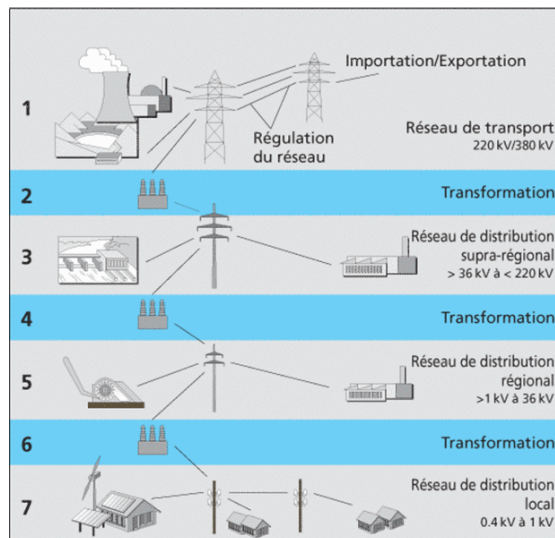 1
Importation/Exportation
Régulation
du réseau
Réseau de transport
220 kV/380 kV
2
Transformation
3
Réseau de distribution
supra-régional
> 36 kV à < 220 kV
4
Transformation
5
Réseau de distribution
régional
>1 kV à 36 kV
6
Transformation
7
Réseau de distribution
local
0.4 kV à 1 kV